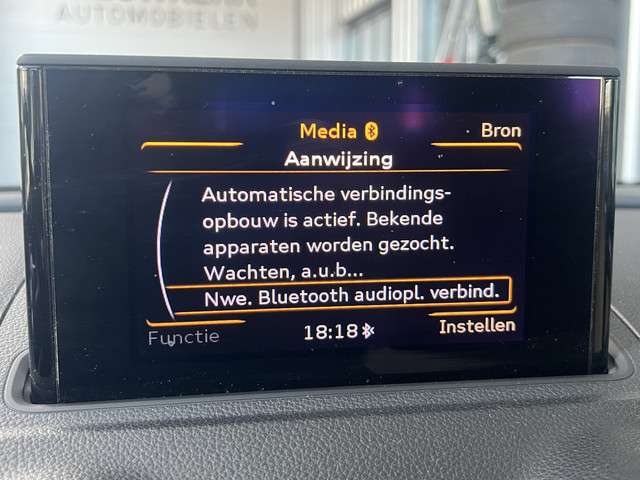 AUTOMOBIELEN
Media
Bron
Aanwijzing
Automatische verbindings-
opbouw is actief. Bekende
apparaten worden gezocht.
Wachten, a.u.b...
Nwe. Bluetooth audiopl. verbind.
Functie
18:18
Instellen